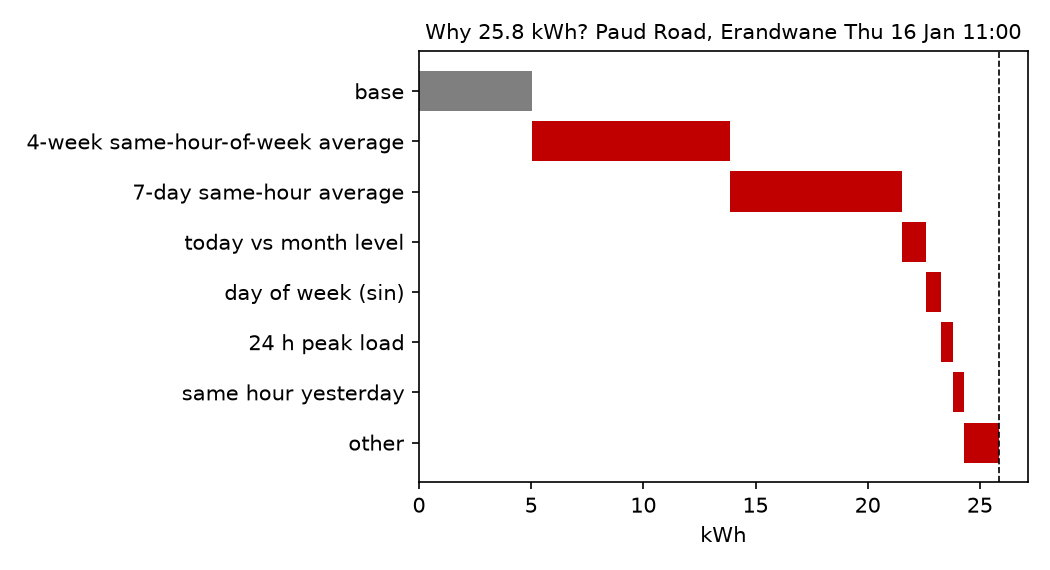 Why 25.8 kWh? Paud Road, Erandwane Thu 16 Jan 11:00
base
4-week same-hour-of-week average
7-day same-hour average
today vs month level
day of week (sin)
24 h peak load
same hour yesterday
other
0 5 10 15 20 25
kWh